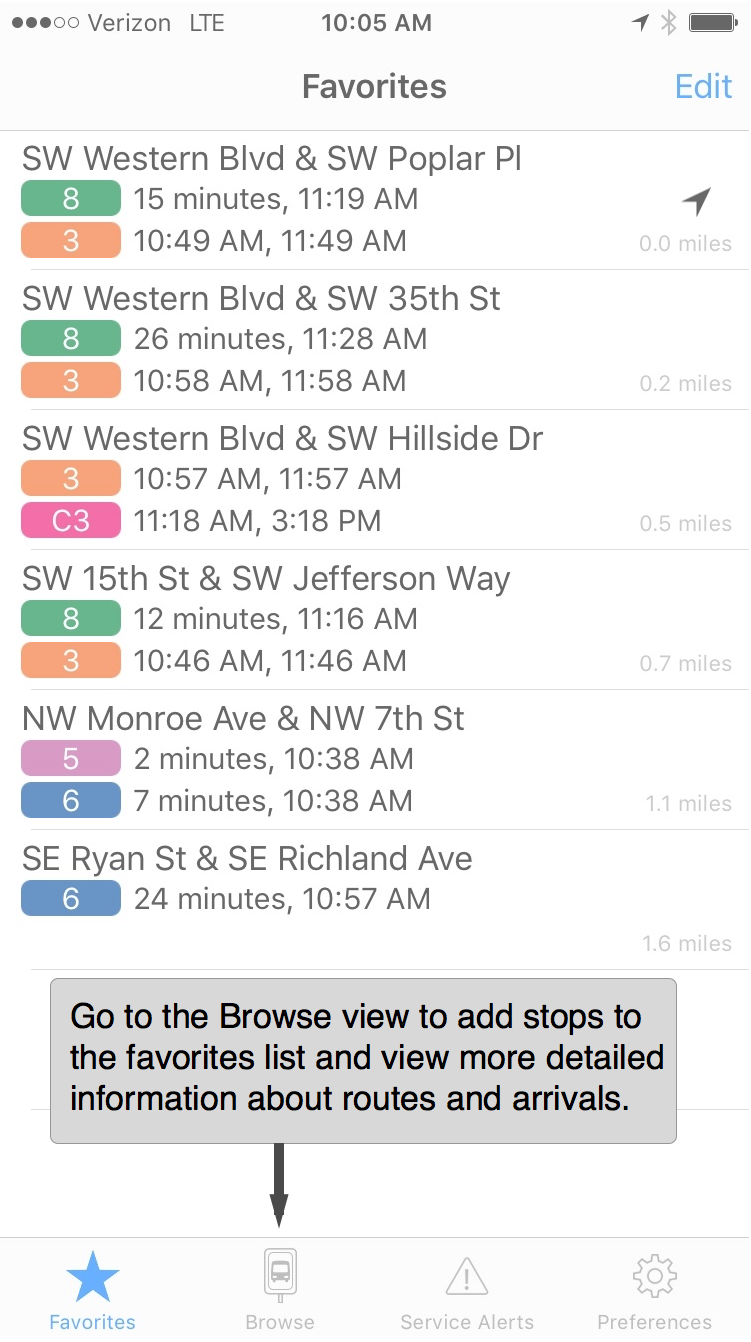 Verizon LTE 10:05 AM
Favorites Edit
SW Western Blvd & SW Poplar Pl
8 15 minutes, 11:19 AM
3 10:49 AM, 11:49 AM 0.0 miles
SW Western Blvd & SW 35th St
8 26 minutes, 11:28 AM
3 10:58 AM, 11:58 AM 0.2 miles
SW Western Blvd & SW Hillside Dr
3 10:57 AM, 11:57 AM
C3 11:18 AM, 3:18 PM 0.5 miles
SW 15th St & SW Jefferson Way
8 12 minutes, 11:16 AM
3 10:46 AM, 11:46 AM 0.7 miles
NW Monroe Ave & NW 7th St
5 2 minutes, 10:38 AM
6 7 minutes, 10:38 AM 1.1 miles
SE Ryan St & SE Richland Ave
6 24 minutes, 10:57 AM
1.6 miles
Go to the Browse view to add stops to
the favorites list and view more detailed
information about routes and arrivals.
Favorites Browse Service Alerts Preferences